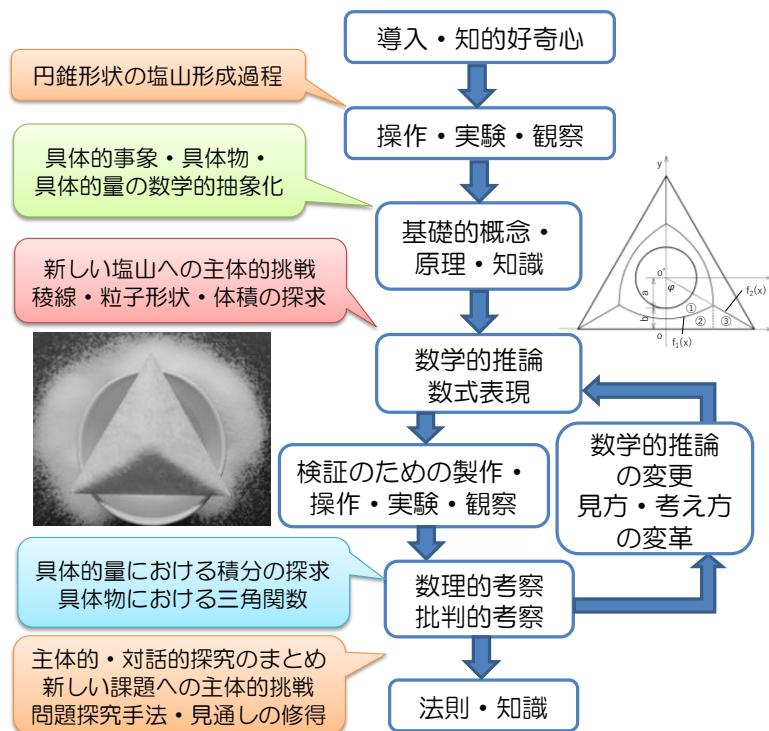 導入・知的好奇心
円錐形状の塩山形成過程
操作・実験・観察
具体的事象・具体物・
具体的量の数学的抽象化
基礎的概念・
原理・知識
新しい塩山への主体的挑戦
稜線・粒子形状・体積の探求
y
o'
φ
a
b
f₂(x)
①
②
③
o
f₁(x)
x
数学的推論
数式表現
数学的推論
の変更
見方・考え方
の変革
検証のための製作・
操作・実験・観察
具体的量における積分の探求
具体物における三角関数
数理的考察
批判的考察
主体的・対話的探究のまとめ
新しい課題への主体的挑戦
問題探究手法・見通しの修得
法則・知識